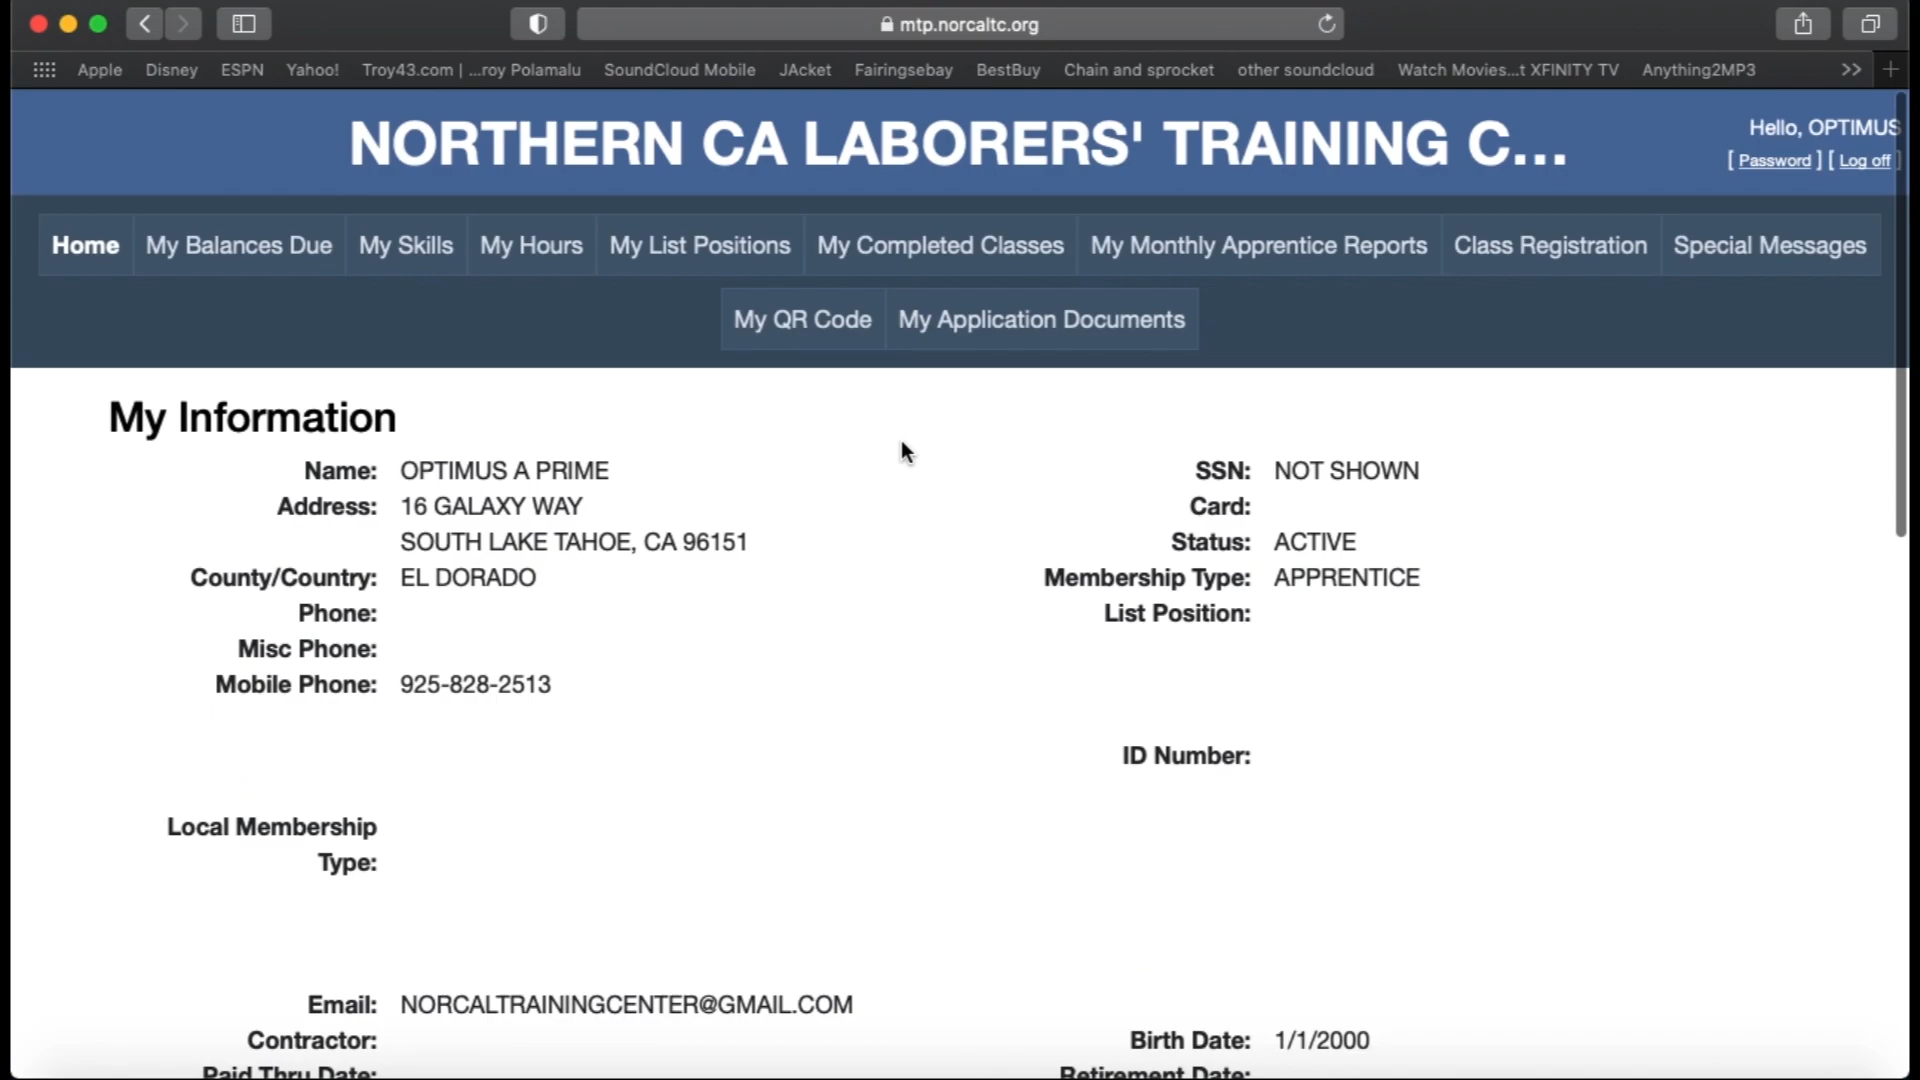 mtp.norcaltc.org
Apple Disney ESPN Yahoo! Troy43.com | ...roy Polamalu SoundCloud Mobile JAcket Fairingsebay BestBuy Chain and sprocket other soundcloud Watch Movies...t XFINITY TV Anything2MP3 >>
NORTHERN CA LABORERS' TRAINING C...
Hello, OPTIMUS
[ Password ] [ Log off ]
Home My Balances Due My Skills My Hours My List Positions My Completed Classes My Monthly Apprentice Reports Class Registration Special Messages
My QR Code My Application Documents
My Information
Name: OPTIMUS A PRIME SSN: NOT SHOWN
Address: 16 GALAXY WAY Card:
SOUTH LAKE TAHOE, CA 96151 Status: ACTIVE
County/Country: EL DORADO Membership Type: APPRENTICE
Phone: List Position:
Misc Phone:
Mobile Phone: 925-828-2513
ID Number:
Local Membership
Type:
Email: NORCALTRAININGCENTER@GMAIL.COM
Contractor: Birth Date: 1/1/2000
Paid Thru Date: Retirement Date: